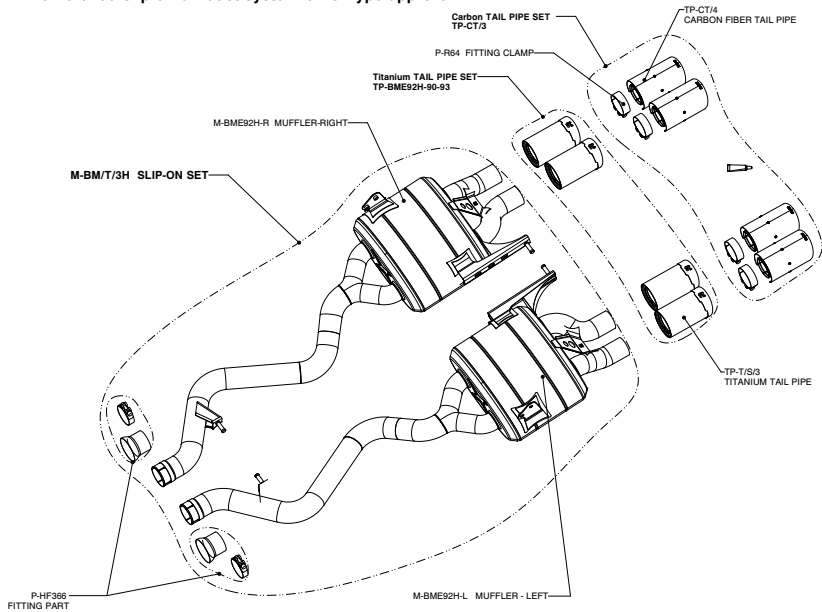 Carbon TAIL PIPE SET
TP-CT/3
TP-CT/4
CARBON FIBER TAIL PIPE
P-R64 FITTING CLAMP
Titanium TAIL PIPE SET
TP-BME92H-90-93
M-BME92H-R MUFFLER-RIGHT
M-BM/T/3H SLIP-ON SET
TP-T/S/3
TITANIUM TAIL PIPE
P-HF366
FITTING PART
M-BME92H-L MUFFLER - LEFT